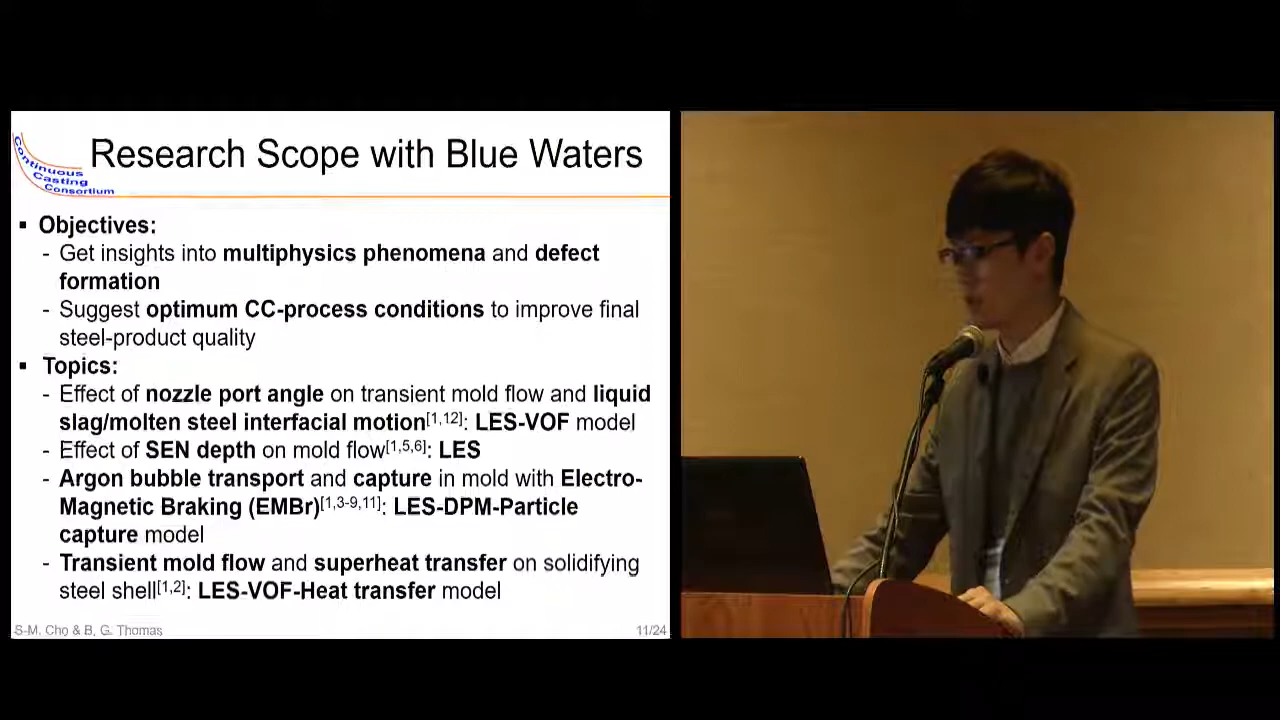 Continuous
Casting
Consortium
Research Scope with Blue Waters
▪ Objectives:
- Get insights into multiphysics phenomena and defect
formation
- Suggest optimum CC-process conditions to improve final
steel-product quality
▪ Topics:
- Effect of nozzle port angle on transient mold flow and liquid
slag/molten steel interfacial motion[1,12]: LES-VOF model
- Effect of SEN depth on mold flow[1,5,6]: LES
- Argon bubble transport and capture in mold with Electro-
Magnetic Braking (EMBr)[1,3-9,11]: LES-DPM-Particle
capture model
- Transient mold flow and superheat transfer on solidifying
steel shell[1,2]: LES-VOF-Heat transfer model
S-M. Cho & B. G. Thomas
11/24